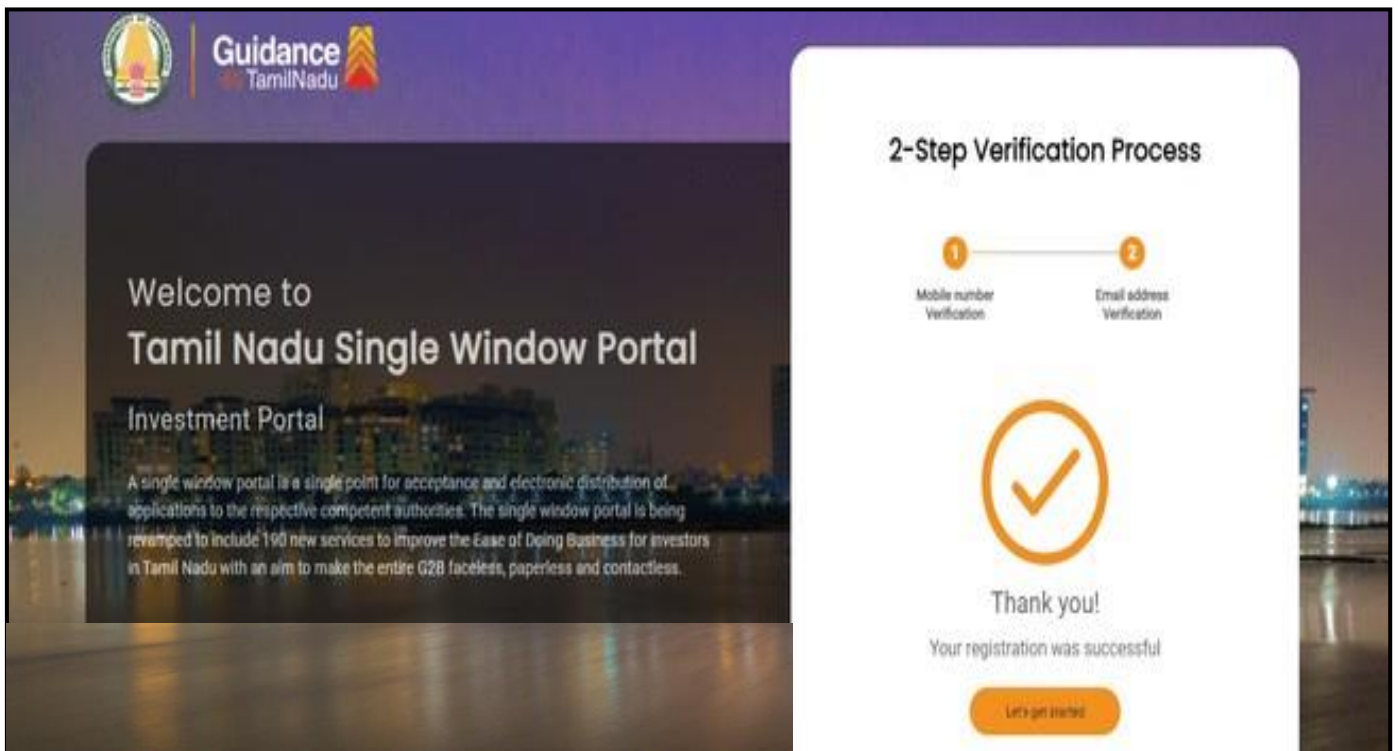 Guidance
TamilNadu
Welcome to
Tamil Nadu Single Window Portal
Investment Portal
A single window portal is a single point for acceptance and electronic distribution of
applications to the respective competent authorities. The single window portal is being
revamped to include 190 new services to improve the Ease of Doing Business for investors
in Tamil Nadu with an aim to make the entire G2B faceless, paperless and contactless.
2-Step Verification Process
1
2
Mobile number
Verification
Email address
Verification
Thank you!
Your registration was successful
Let's get started